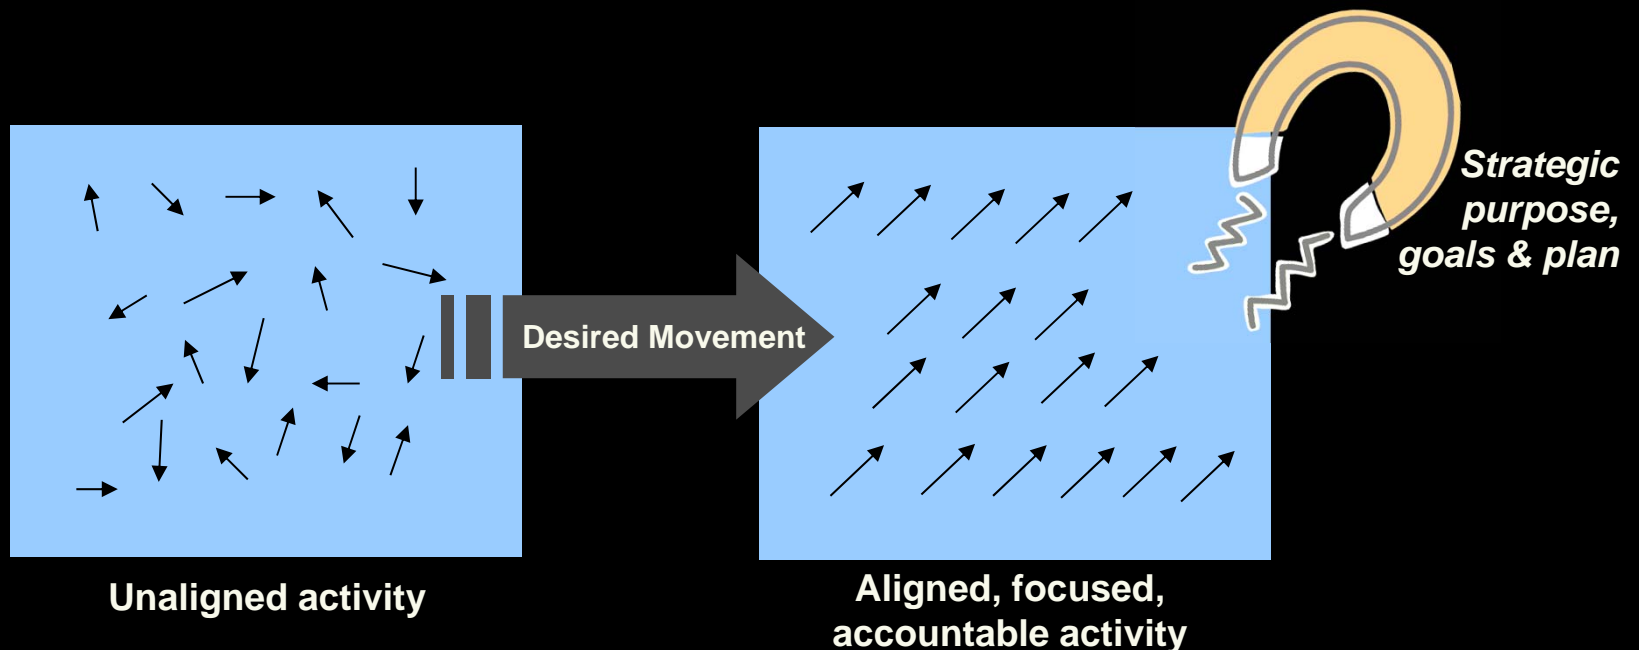 Strategic
purpose,
goals & plan
Desired Movement
Unaligned activity
Aligned, focused,
accountable activity